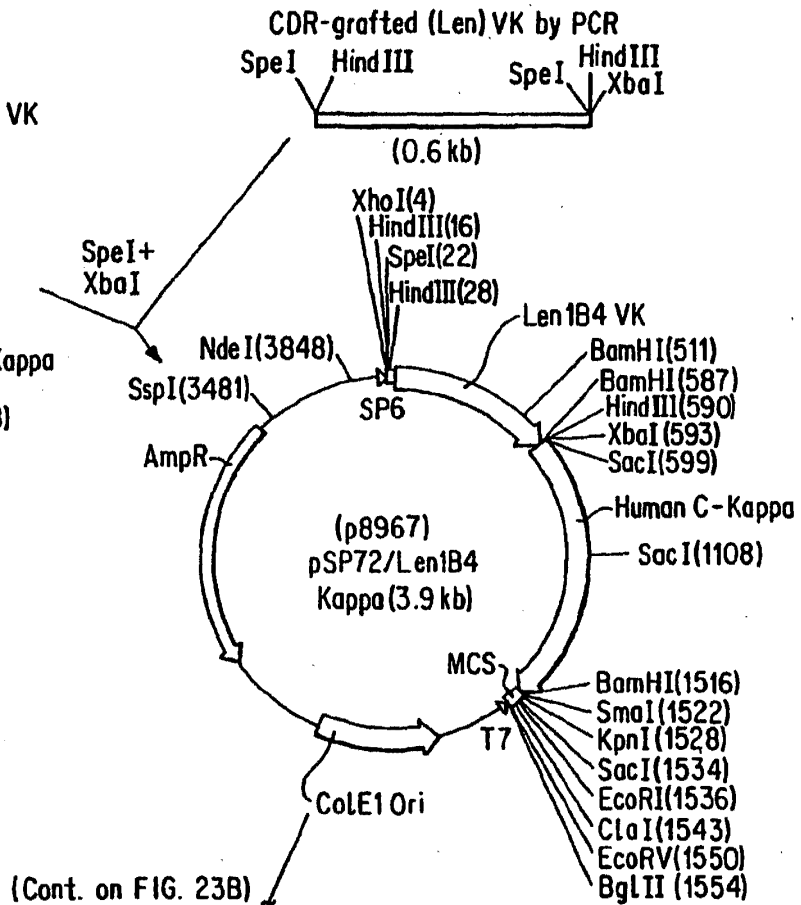 CDR-grafted (Len) VK by PCR
SpeI
HindIII
SpeI
HindIII
XbaI
VK
(0.6 kb)
XhoI(4)
HindIII(16)
SpeI(22)
HindIII(28)
SpeI+
XbaI
Len1B4 VK
NdeI(3848)
BamHI(511)
BamHI(587)
HindIII(590)
XbaI(593)
SacI(599)
SspI(3481)
SP6
AmpR
Human C-Kappa
(p8967)
pSP72/Len1B4
Kappa(3.9 kb)
SacI(1108)
MCS
T7
BamHI(1516)
SmaI(1522)
KpnI(1528)
SacI(1534)
EcoRI(1536)
ClaI(1543)
EcoRV(1550)
BglII (1554)
ColE1 Ori
(Cont. on FIG. 23B)